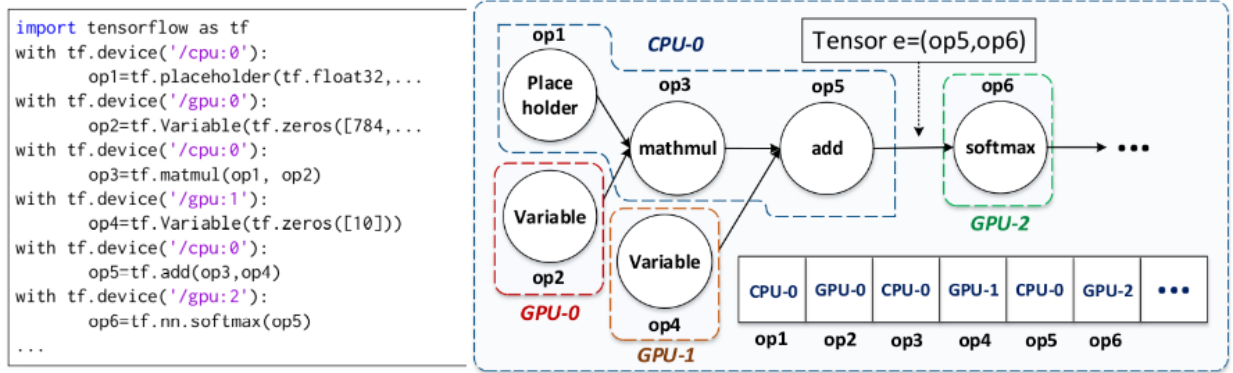 import tensorflow as tf
with tf.device('/cpu:0'):
op1=tf.placeholder(tf.float32,...
with tf.device('/gpu:0'):
op2=tf.Variable(tf.zeros([784,...
with tf.device('/cpu:0'):
op3=tf.matmul(op1, op2)
with tf.device('/gpu:1'):
op4=tf.Variable(tf.zeros([10]))
with tf.device('/cpu:0'):
op5=tf.add(op3,op4)
with tf.device('/gpu:2'):
op6=tf.nn.softmax(op5)
...
op1
CPU-0
Tensor e=(op5,op6)
Place
holder
op3
op5
op6
mathmul
add
softmax
•••
Variable
op2
GPU-0
Variable
op4
GPU-1
GPU-2
CPU-0 GPU-0 CPU-0 GPU-1 CPU-0 GPU-2 •••
op1 op2 op3 op4 op5 op6